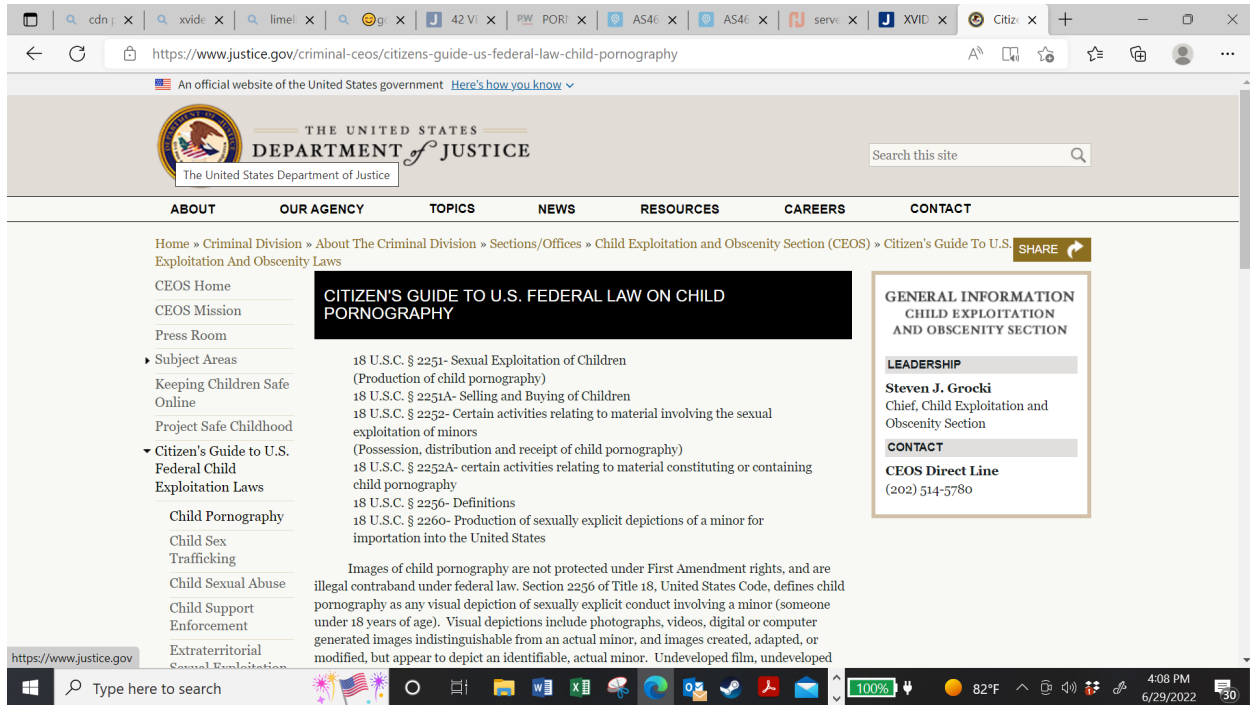 cdn p
xvide
limel
go
42 VI
PW PORI
AS46
AS46
serve
XVID
Citize
https://www.justice.gov/criminal-ceos/citizens-guide-us-federal-law-child-pornography
An official website of the United States government Here's how you know
THE UNITED STATES
DEPARTMENT of JUSTICE
Search this site
The United States Department of Justice
ABOUT OUR AGENCY TOPICS NEWS RESOURCES CAREERS CONTACT
Home » Criminal Division » About The Criminal Division » Sections/Offices » Child Exploitation and Obscenity Section (CEOS) » Citizen's Guide To U.S.
Exploitation And Obscenity Laws
SHARE
CEOS Home
CEOS Mission
Press Room
Subject Areas
Keeping Children Safe
Online
Project Safe Childhood
Citizen's Guide to U.S.
Federal Child
Exploitation Laws
Child Pornography
Child Sex
Trafficking
Child Sexual Abuse
Child Support
Enforcement
Extraterritorial
Sexual Exploitation
CITIZEN'S GUIDE TO U.S. FEDERAL LAW ON CHILD
PORNOGRAPHY
18 U.S.C. § 2251- Sexual Exploitation of Children
(Production of child pornography)
18 U.S.C. § 2251A- Selling and Buying of Children
18 U.S.C. § 2252- Certain activities relating to material involving the sexual
exploitation of minors
(Possession, distribution and receipt of child pornography)
18 U.S.C. § 2252A- certain activities relating to material constituting or containing
child pornography
18 U.S.C. § 2256- Definitions
18 U.S.C. § 2260- Production of sexually explicit depictions of a minor for
importation into the United States
Images of child pornography are not protected under First Amendment rights, and are
illegal contraband under federal law. Section 2256 of Title 18, United States Code, defines child
pornography as any visual depiction of sexually explicit conduct involving a minor (someone
under 18 years of age). Visual depictions include photographs, videos, digital or computer
generated images indistinguishable from an actual minor, and images created, adapted, or
modified, but appear to depict an identifiable, actual minor. Undeveloped film, undeveloped
GENERAL INFORMATION
CHILD EXPLOITATION
AND OBSCENITY SECTION
LEADERSHIP
Steven J. Grocki
Chief, Child Exploitation and
Obscenity Section
CONTACT
CEOS Direct Line
(202) 514-5780
https://www.justice.gov
Type here to search
100%
82°F
4:08 PM
6/29/2022
30